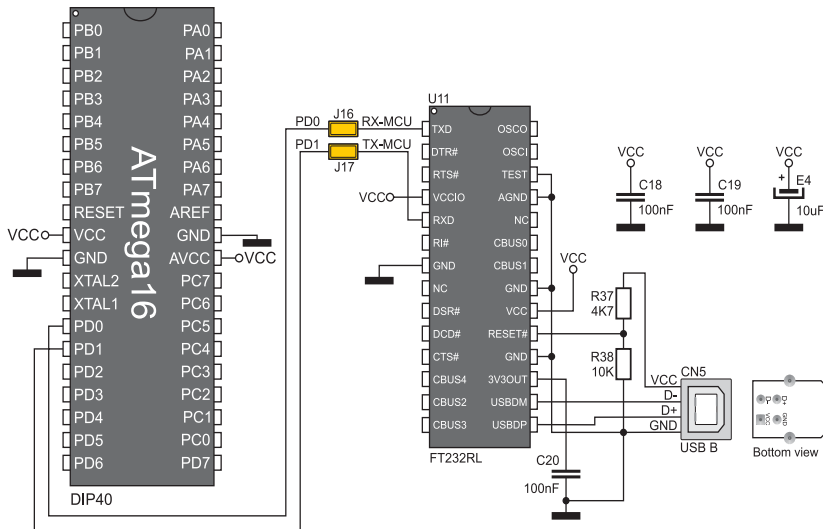 PB0 PA0
PB1 PA1
PB2 PA2
PB3 PA3
PB4 PA4
PB5 PA5
PB6 PA6
PB7 PA7
RESET AREF
VCC VCC GND
GND AVCC VCC
XTAL2 PC7
XTAL1 PC6
PD0 PC5
PD1 PC4
PD2 PC3
PD3 PC2
PD4 PC1
PD5 PC0
PD6 PD7
ATmega16
DIP40
PD0 J16 RX-MCU
PD1 TX-MCU
J17
U11
TXD OSCO
DTR# OSCI
RTS# TEST
VCC VCCIO AGND
RXD NC
RI# CBUS0
GND CBUS1
NC GND
DSR# VCC
DCD# RESET#
CTS# GND
CBUS4 3V3OUT
CBUS2 USBDM
CBUS3 USBDP
FT232RL
VCC
R37
4K7
R38
10K
C20
100nF
VCC
C18
100nF
VCC
C19
100nF
VCC
+
E4
10uF
CN5
VCC
D-
D+
GND
USB B
D- D+
VCC GND
Bottom view